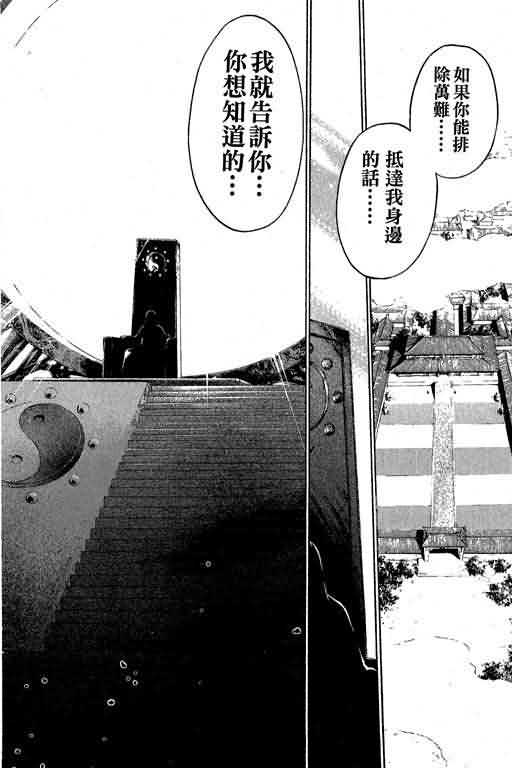 如果你能排
除萬難……
抵達我身邊
的話……
我就告訴你…
你想知道的…